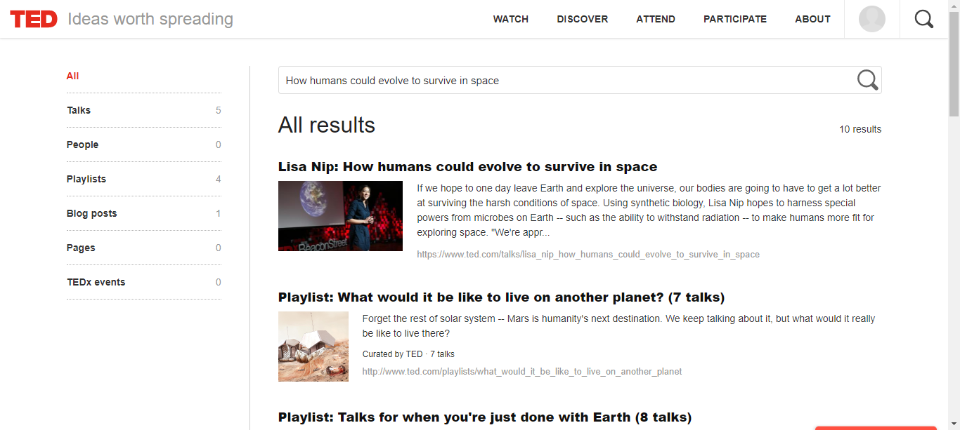 TED Ideas worth spreading
WATCH DISCOVER ATTEND PARTICIPATE ABOUT
All
Talks 5
People 0
Playlists 4
Blog posts 1
Pages 0
TEDx events 0
How humans could evolve to survive in space
All results
10 results
Lisa Nip: How humans could evolve to survive in space
If we hope to one day leave Earth and explore the universe, our bodies are going to have to get a lot better
at surviving the harsh conditions of space. Using synthetic biology, Lisa Nip hopes to harness special
powers from microbes on Earth -- such as the ability to withstand radiation -- to make humans more fit for
exploring space. "We're appr...
https://www.ted.com/talks/lisa_nip_how_humans_could_evolve_to_survive_in_space
BeaconStreet
Playlist: What would it be like to live on another planet? (7 talks)
Forget the rest of solar system -- Mars is humanity's next destination. We keep talking about it, but what would it really
be like to live there?
Curated by TED · 7 talks
http://www.ted.com/playlists/what_would_it_be_like_to_live_on_another_planet
Playlist: Talks for when you're just done with Earth (8 talks)